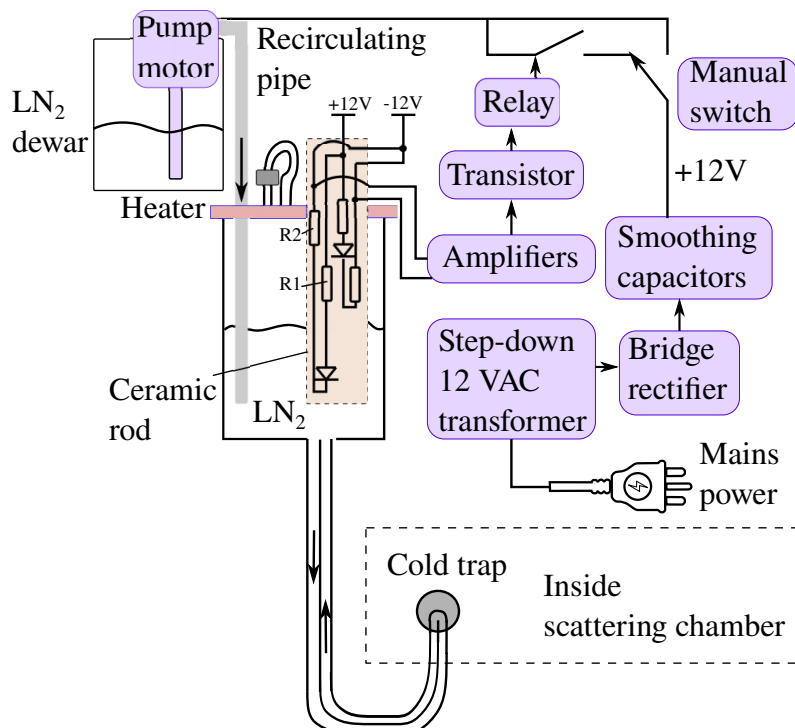 Pump
motor
Recirculating
pipe
LN₂
dewar
+12V
-12V
Relay
Manual
switch
Transistor
+12V
Heater
R2
R1
Amplifiers
Smoothing
capacitors
Step-down
12 VAC
transformer
Bridge
rectifier
Ceramic
rod
LN₂
Mains
power
Cold trap
Inside
scattering chamber